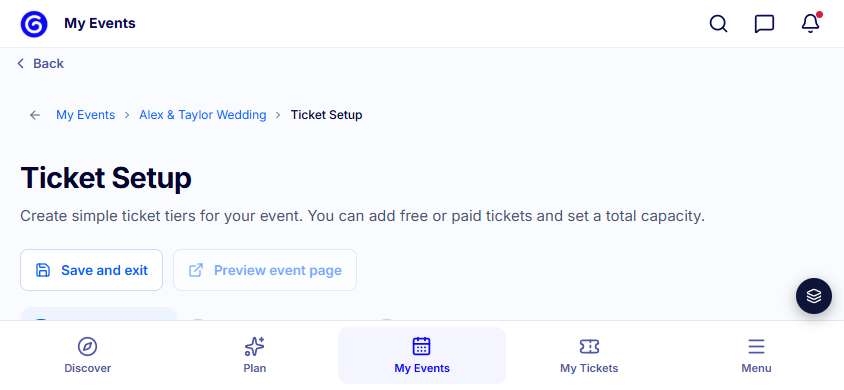 My Events
Back
My Events > Alex & Taylor Wedding > Ticket Setup
Ticket Setup
Create simple ticket tiers for your event. You can add free or paid tickets and set a total capacity.
Save and exit
Preview event page
Discover
Plan
My Events
My Tickets
Menu